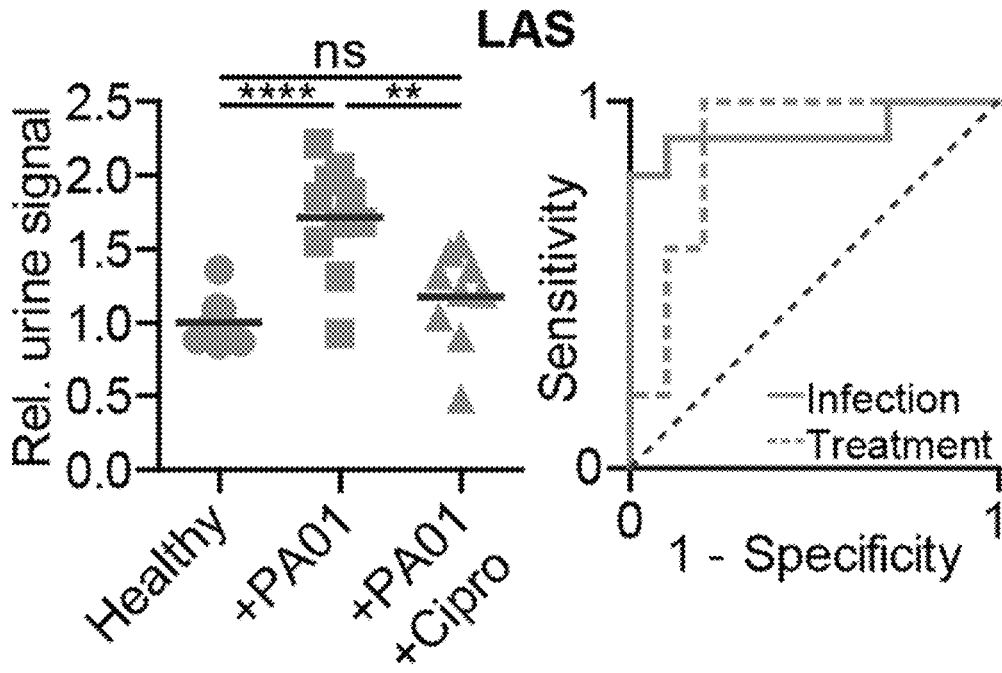 LAS
ns
****
**
Rel. urine signal
2.5
2.0
1.5
1.0
0.5
0.0
Healthy
+PA01
+PA01
+Cipro
Sensitivity
1
0
Infection
Treatment
0
1
1 - Specificity